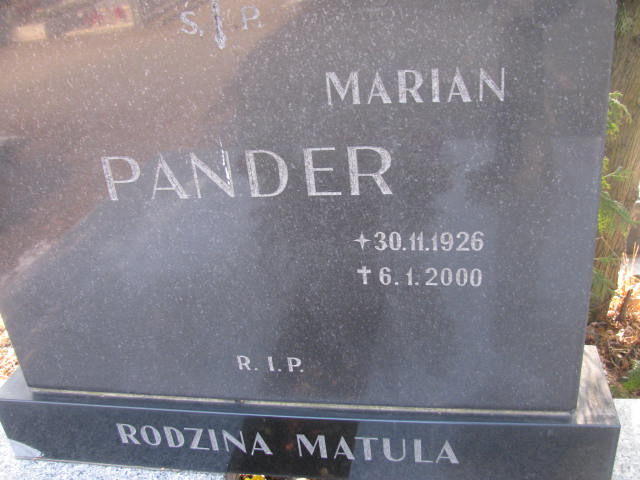 Ś. P.
MARIAN
PANDER
30.11.1926
✝ 6.1.2000
R. I. P.
RODZINA MATULA